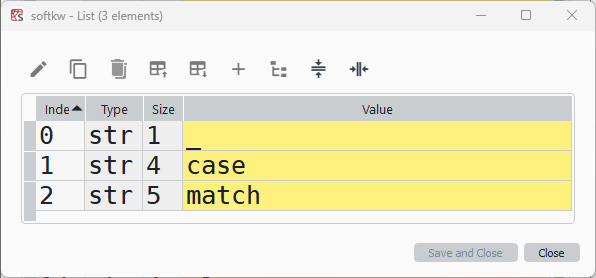 softkw - List (3 elements)
Inde Type Size Value
0 str 1 _
1 str 4 case
2 str 5 match
Save and Close Close